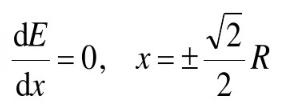 dE/dx = 0, x = ± √2/2 R